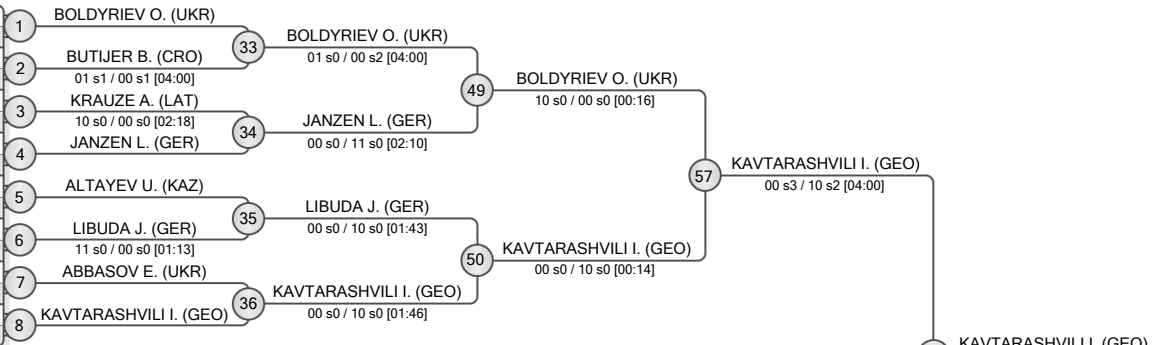 1
BOLDYRIEV O. (UKR)
2
BUTIJER B. (CRO)
01 s1 / 00 s1 [04:00]
3
KRAUZE A. (LAT)
10 s0 / 00 s0 [02:18]
4
JANZEN L. (GER)
5
ALTAYEV U. (KAZ)
6
LIBUDA J. (GER)
11 s0 / 00 s0 [01:13]
7
ABBASOV E. (UKR)
8
KAVTARASHVILI I. (GEO)
33
BOLDYRIEV O. (UKR)
01 s0 / 00 s2 [04:00]
34
JANZEN L. (GER)
00 s0 / 11 s0 [02:10]
35
LIBUDA J. (GER)
00 s0 / 10 s0 [01:43]
36
KAVTARASHVILI I. (GEO)
00 s0 / 10 s0 [01:46]
49
BOLDYRIEV O. (UKR)
10 s0 / 00 s0 [00:16]
50
KAVTARASHVILI I. (GEO)
00 s0 / 10 s0 [00:14]
57
KAVTARASHVILI I. (GEO)
00 s3 / 10 s2 [04:00]
KAVTARASHVILI I. (GEO)